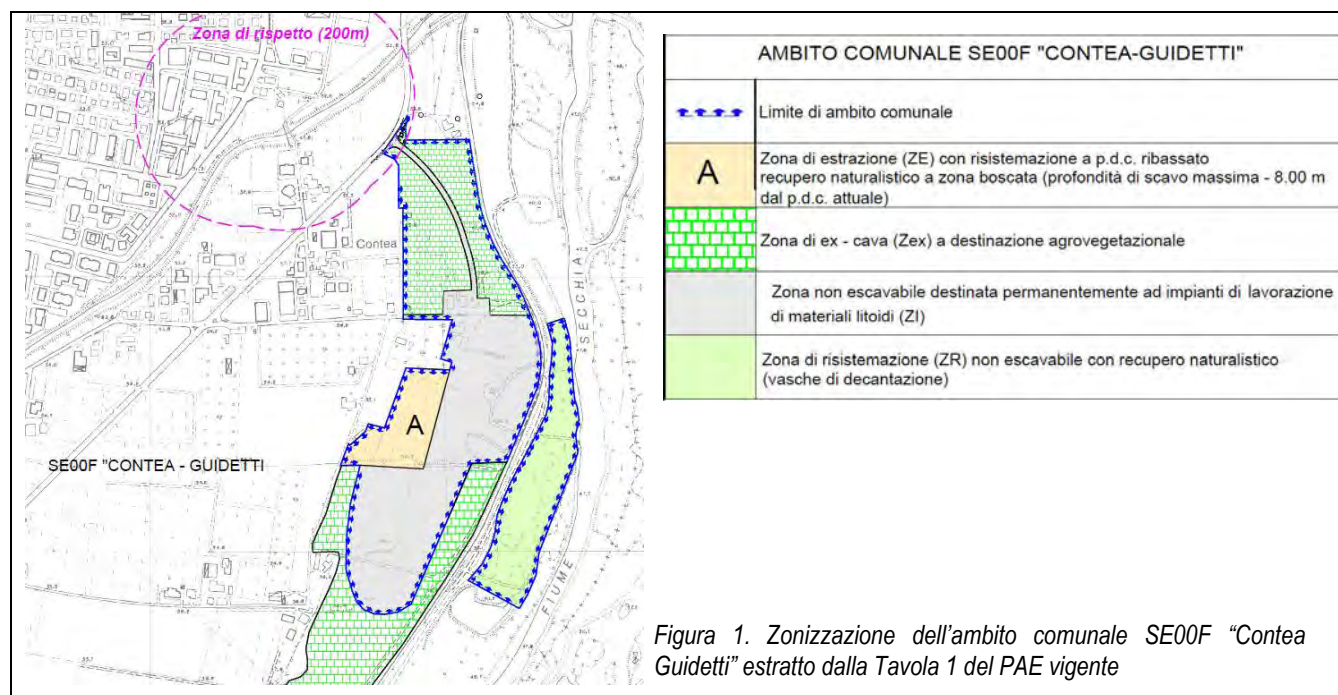 Zona di rispetto (200m)
Contea
SECCHIA
A
SE00F "CONTEA - GUIDETTI
FIUME
AMBITO COMUNALE SE00F "CONTEA-GUIDETTI"
Limite di ambito comunale
A
Zona di estrazione (ZE) con risistemazione a p.d.c. ribassato
recupero naturalistico a zona boscata (profondità di scavo massima - 8.00 m
dal p.d.c. attuale)
Zona di ex - cava (Zex) a destinazione agrovegetazionale
Zona non escavabile destinata permanentemente ad impianti di lavorazione
di materiali litoidi (ZI)
Zona di risistemazione (ZR) non escavabile con recupero naturalistico
(vasche di decantazione)
Figura 1. Zonizzazione dell'ambito comunale SE00F “Contea
Guidetti” estratto dalla Tavola 1 del PAE vigente